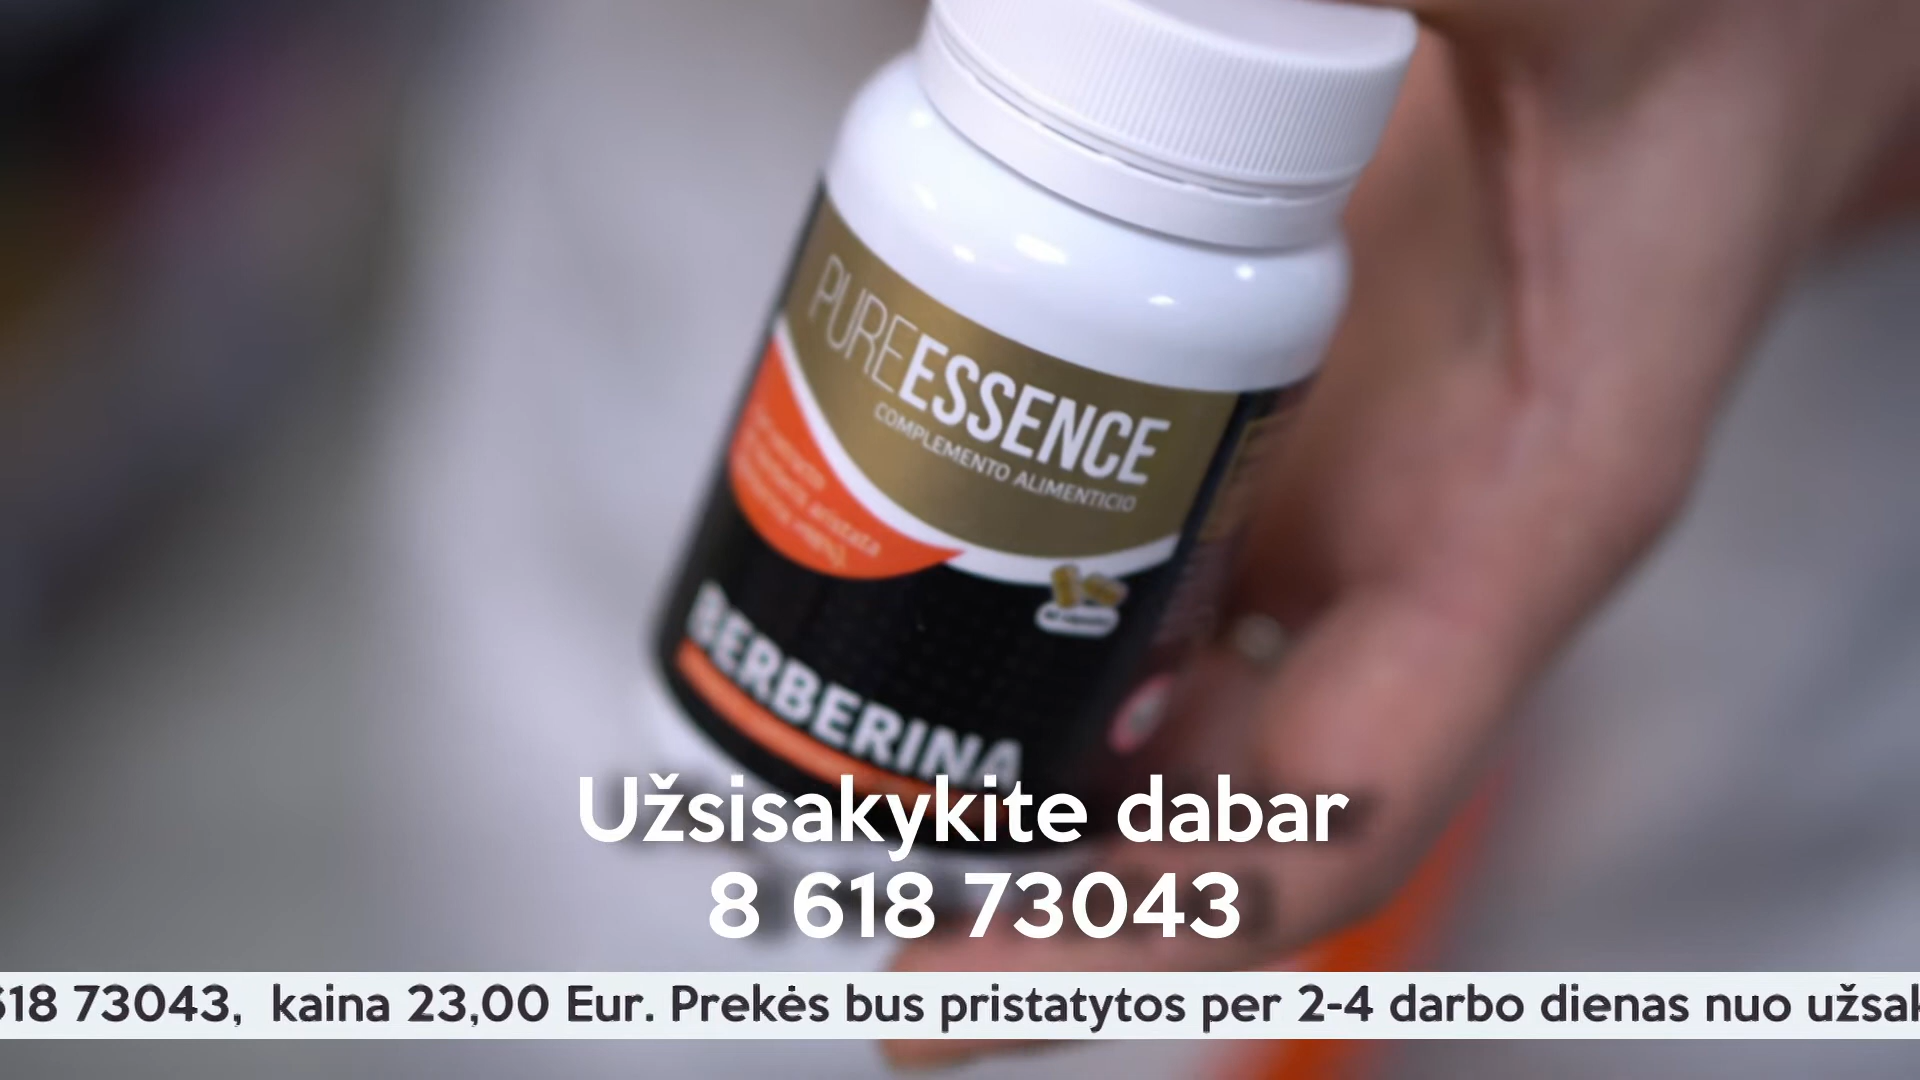 PUREESSENCE
COMPLEMENTO ALIMENTICIO
aristata
BERBERINA
Užsisakykite dabar
8 618 73043
618 73043, kaina 23,00 Eur. Prekės bus pristatytos per 2-4 darbo dienas nuo užsak